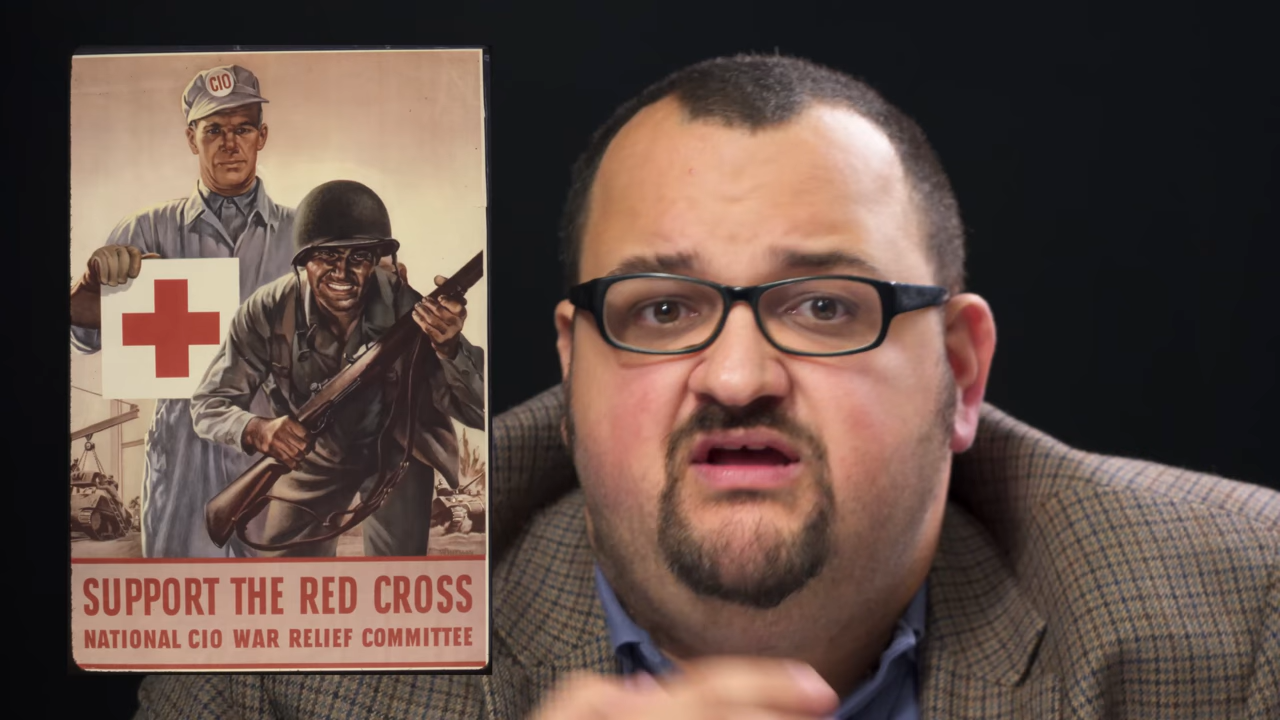 CIO
SUPPORT THE RED CROSS
NATIONAL CIO WAR RELIEF COMMITTEE